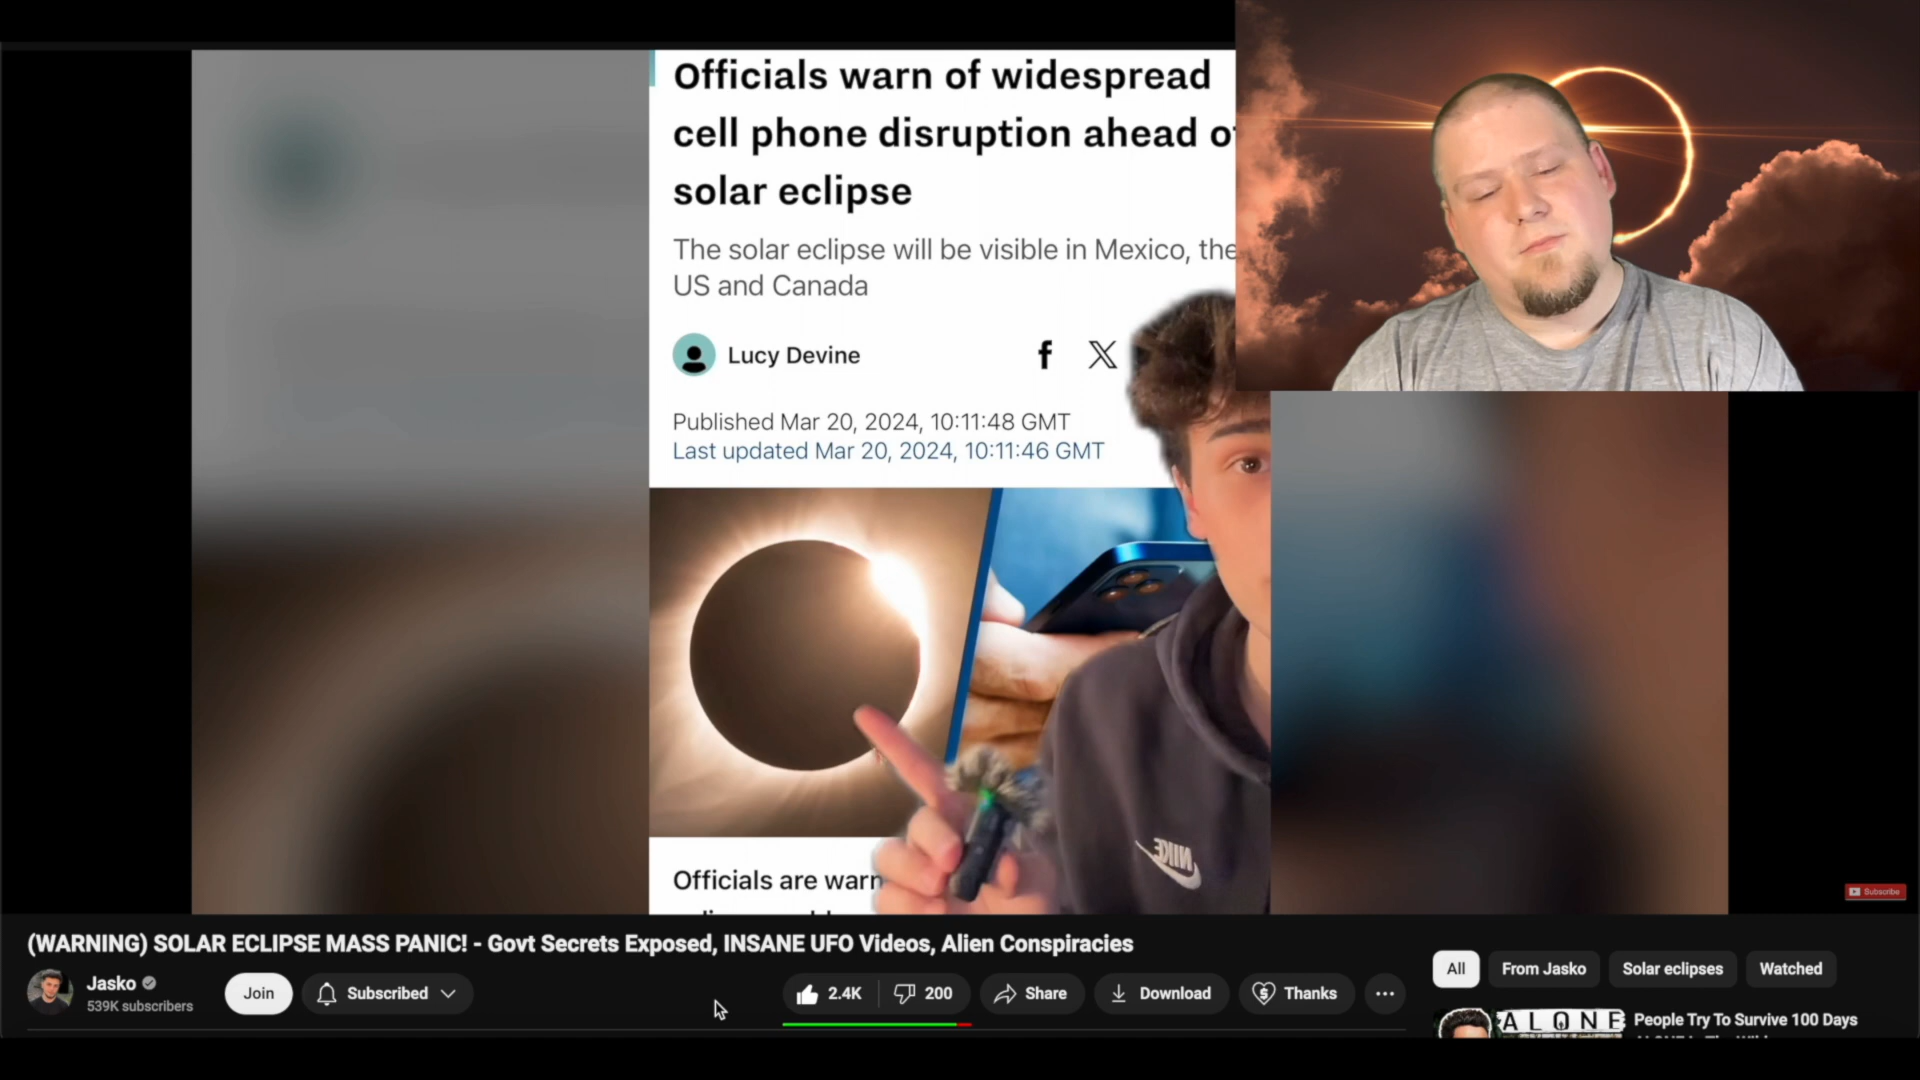 Officials warn of widespread
cell phone disruption ahead of
solar eclipse
The solar eclipse will be visible in Mexico, the
US and Canada
Lucy Devine
f X
Published Mar 20, 2024, 10:11:48 GMT
Last updated Mar 20, 2024, 10:11:46 GMT
NIKE
Officials are warn
Subscribe
(WARNING) SOLAR ECLIPSE MASS PANIC! - Govt Secrets Exposed, INSANE UFO Videos, Alien Conspiracies
Jasko
539K subscribers
Join
Subscribed
2.4K
200
Share
Download
Thanks
All
From Jasko
Solar eclipses
Watched
ALONE
People Try To Survive 100 Days